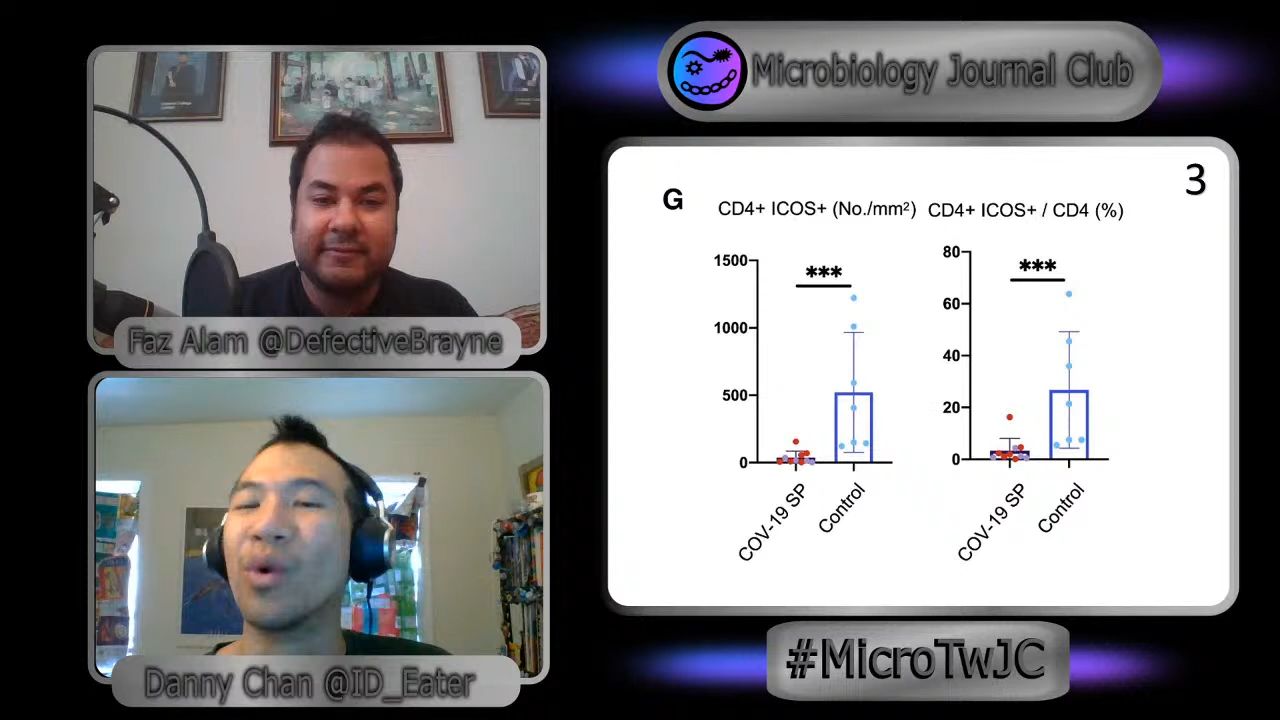 Microbiology Journal Club
Faz Alam @DefectiveBrayne
Danny Chan @ID_Eater
3
G
CD4+ ICOS+ (No./mm²)
1500
1000
500
0
***
COV-19 SP
Control
CD4+ ICOS+ / CD4 (%)
80
60
40
20
0
***
COV-19 SP
Control
#MicroTwJC